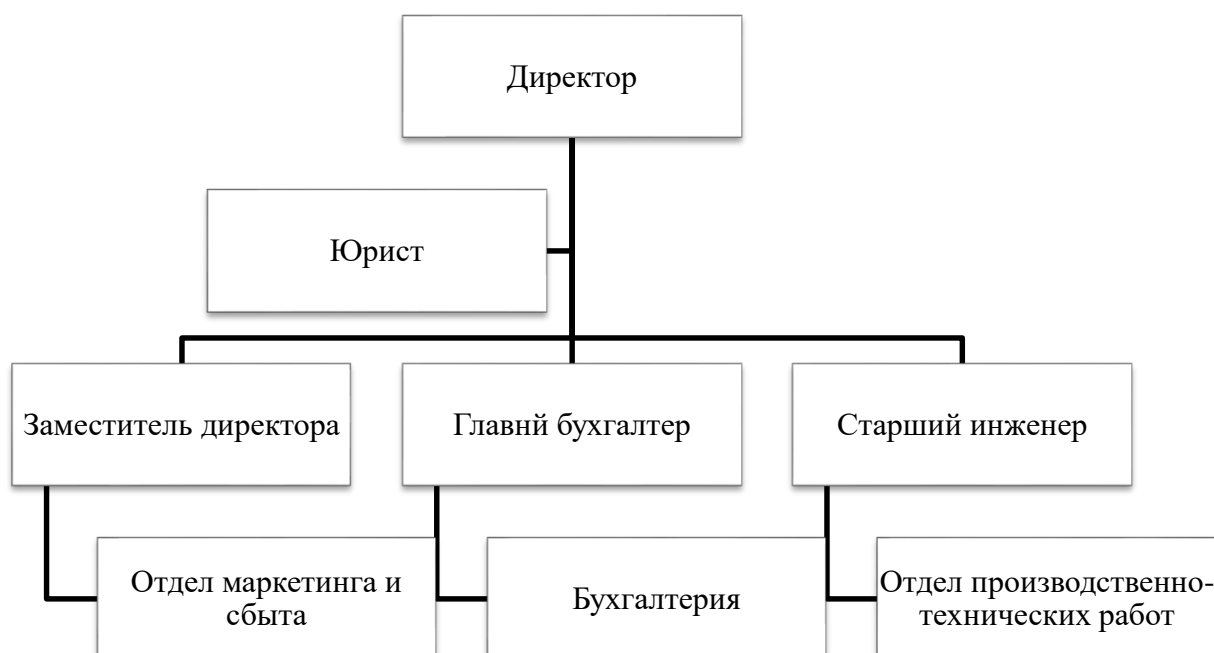 Директор
Юрист
Заместитель директора
Главнй бухгалтер
Старший инженер
Отдел маркетинга и
сбыта
Бухгалтерия
Отдел производственно-
технических работ